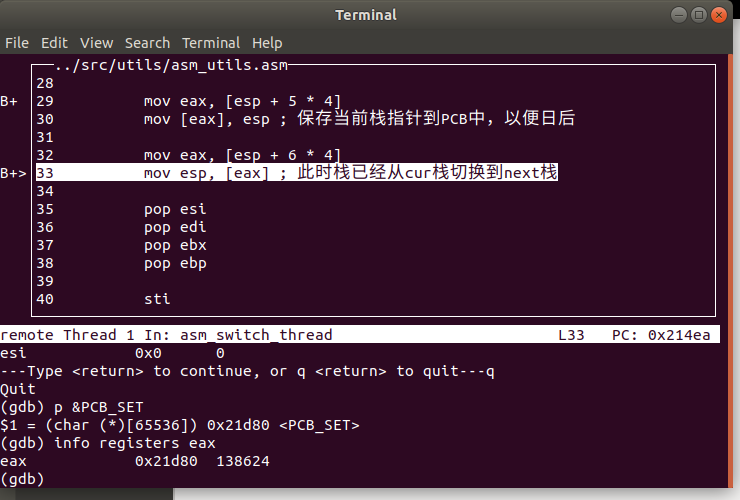 Terminal
File Edit View Search Terminal Help
../src/utils/asm_utils.asm
28
B+ 29 mov eax, [esp + 5 * 4]
30 mov [eax], esp ; 保存当前栈指针到PCB中，以便日后
31
32 mov eax, [esp + 6 * 4]
B+> 33 mov esp, [eax] ; 此时栈已经从cur栈切换到next栈
34
35 pop esi
36 pop edi
37 pop ebx
38 pop ebp
39
40 sti
remote Thread 1 In: asm_switch_thread L33 PC: 0x214ea
esi 0x0 0
---Type <return> to continue, or q <return> to quit---q
Quit
(gdb) p &PCB_SET
$1 = (char (*)[65536]) 0x21d80 <PCB_SET>
(gdb) info registers eax
eax 0x21d80 138624
(gdb)